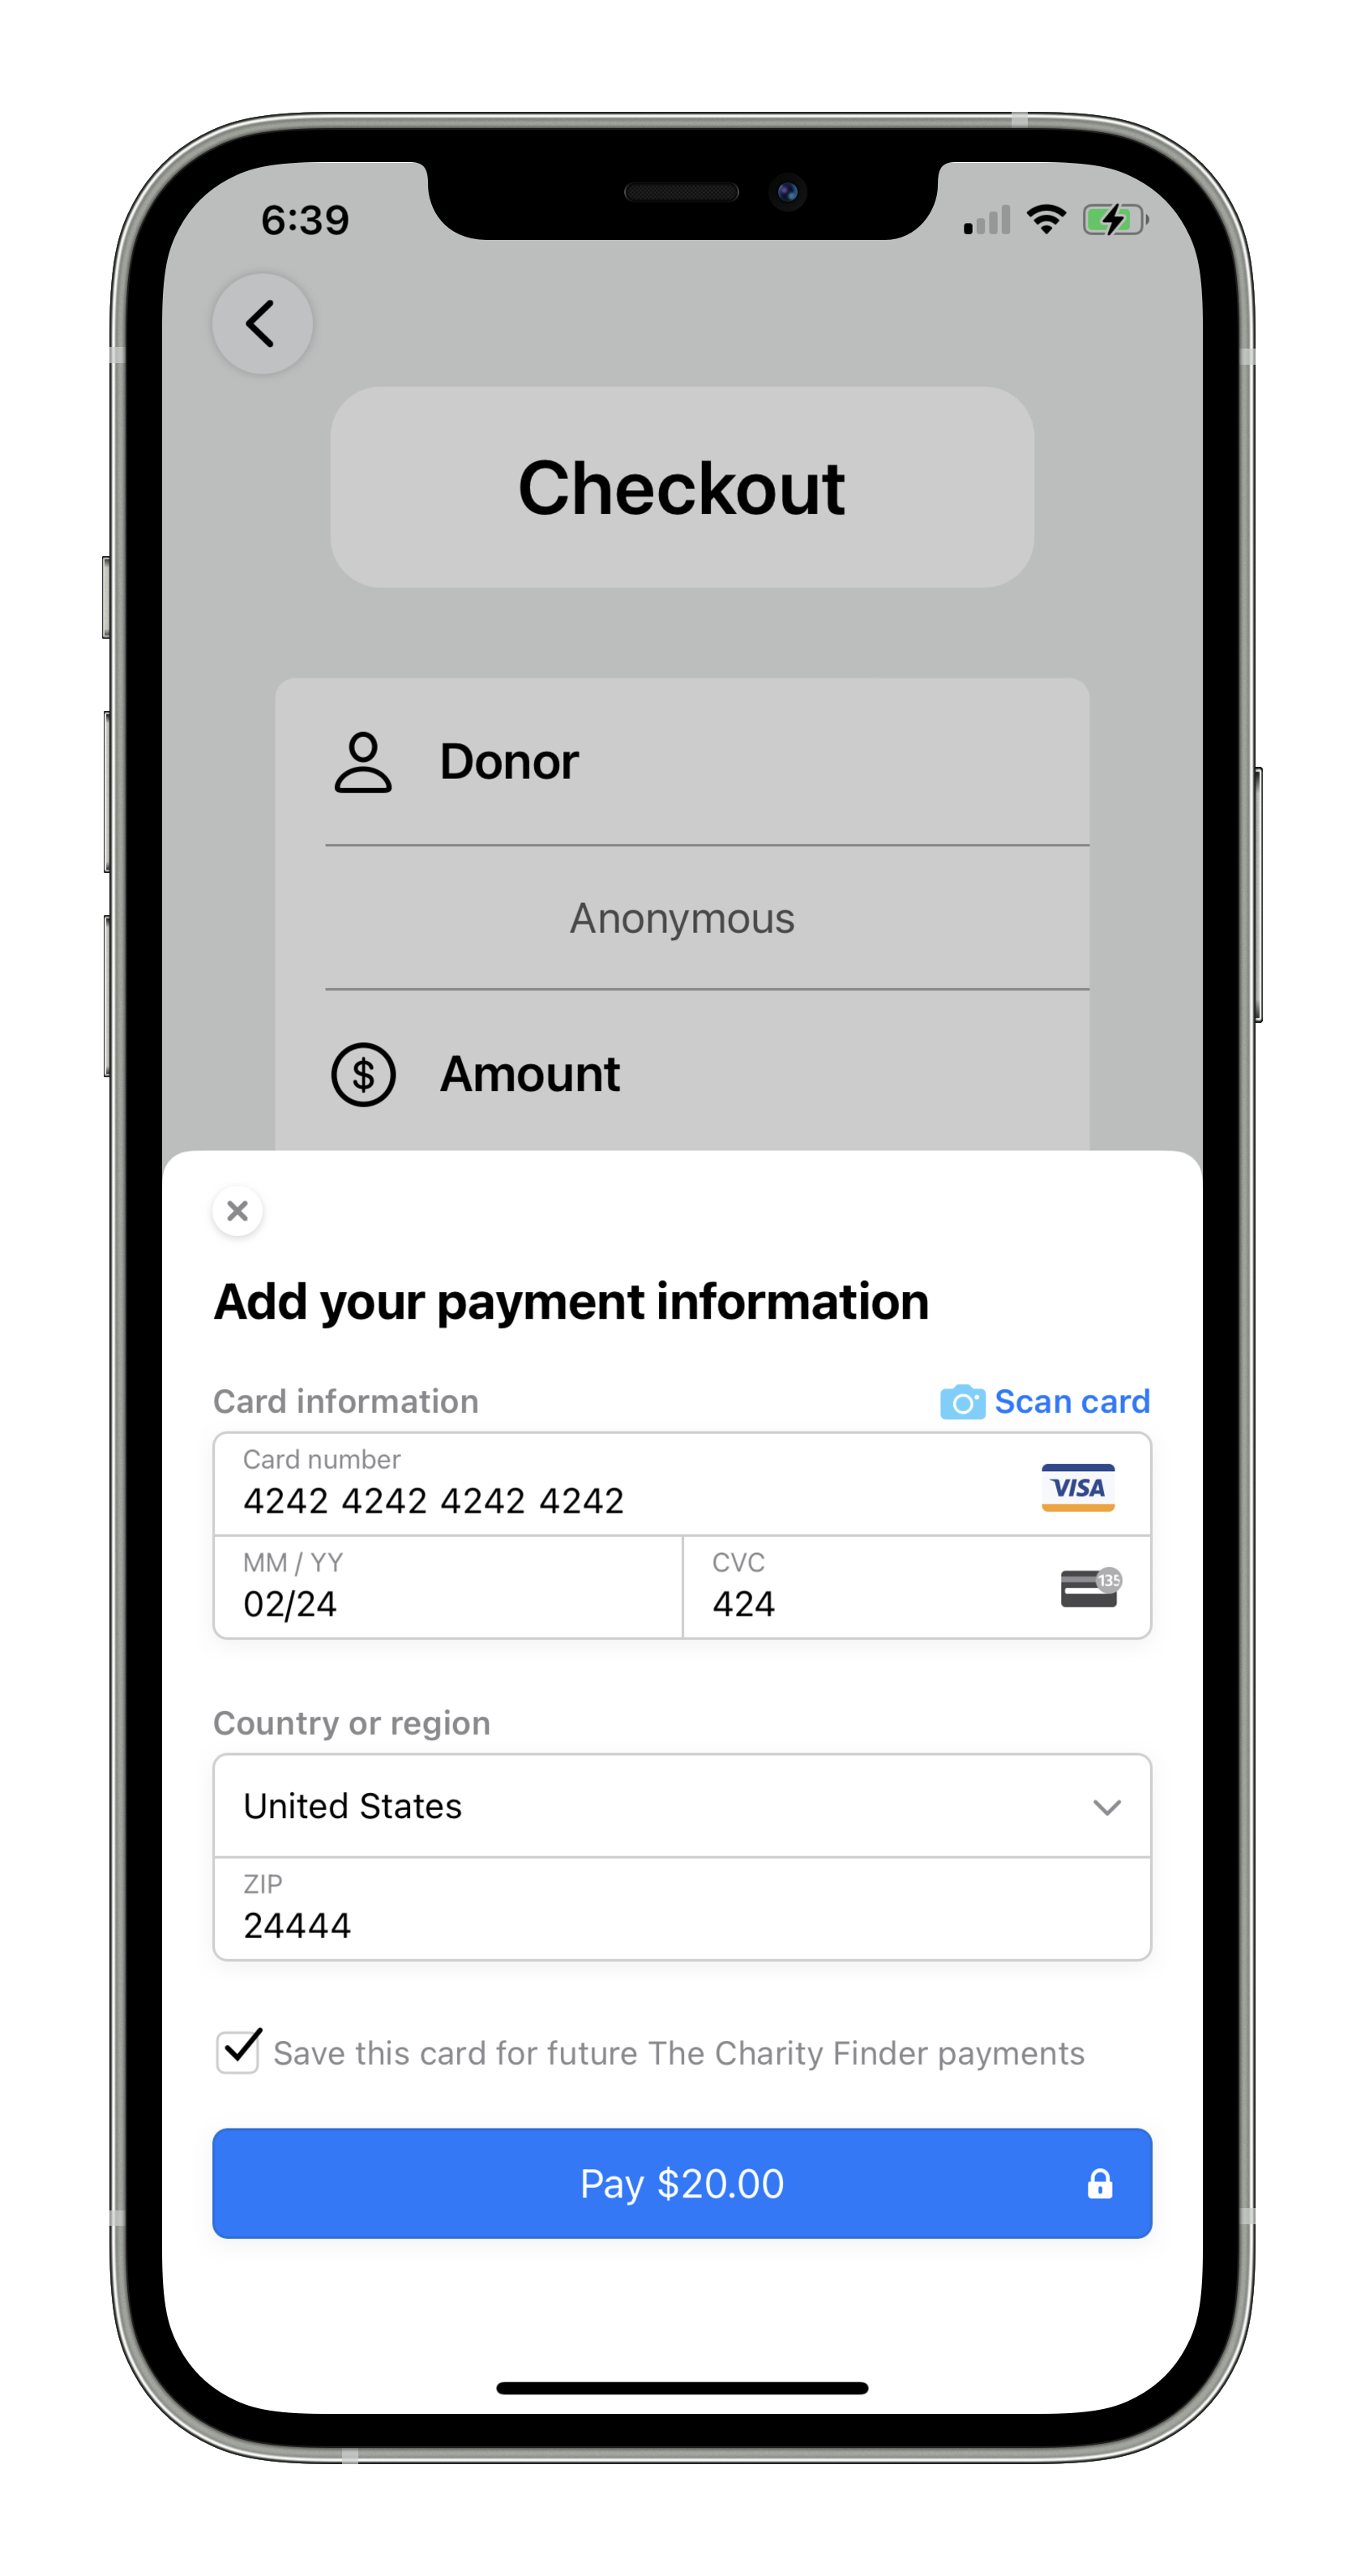 6:39
Checkout
Donor
Anonymous
$ Amount
Add your payment information
Card information Scan card
Card number
4242 4242 4242 4242 VISA
MM / YY CVC 135
02/24 424
Country or region
United States
ZIP
24444
Save this card for future The Charity Finder payments
Pay $20.00